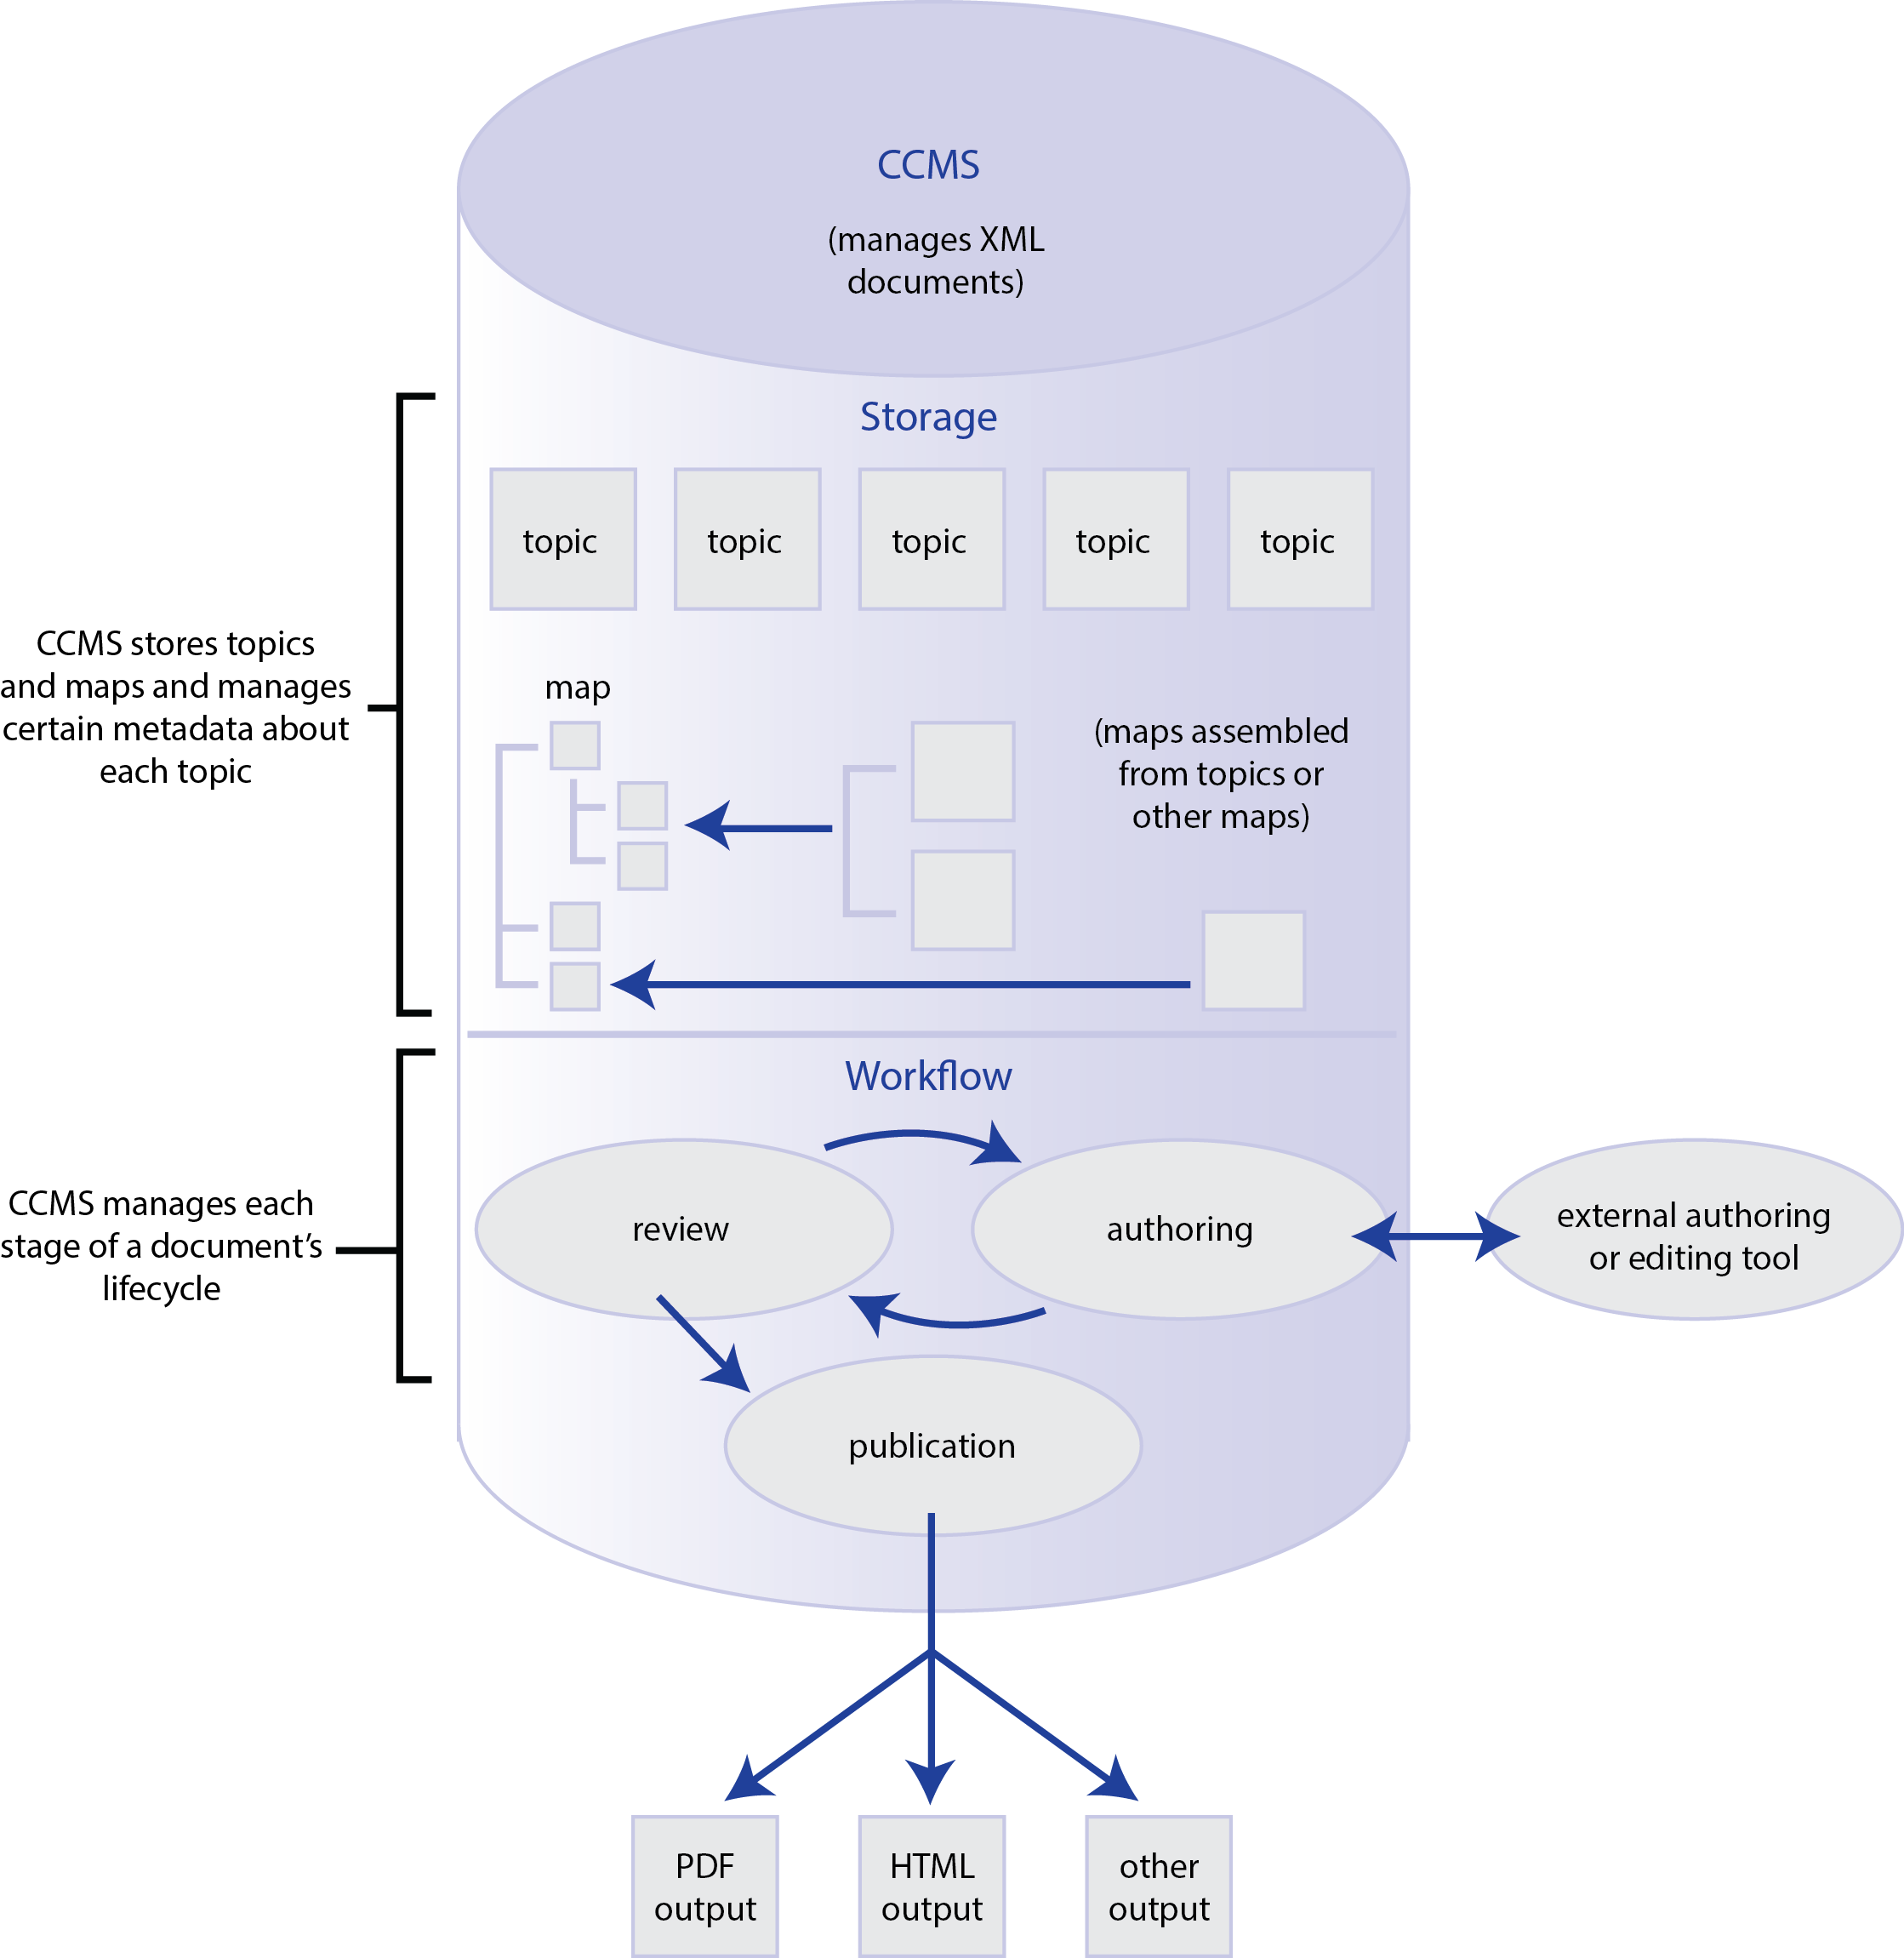 CCMS
(manages XML
documents)
Storage
topic
topic
topic
topic
topic
CCMS stores topics
and maps and manages
certain metadata about
each topic
map
(maps assembled
from topics or
other maps)
Workflow
CCMS manages each
stage of a document’s
lifecycle
review
authoring
external authoring
or editing tool
publication
PDF
output
HTML
output
other
output